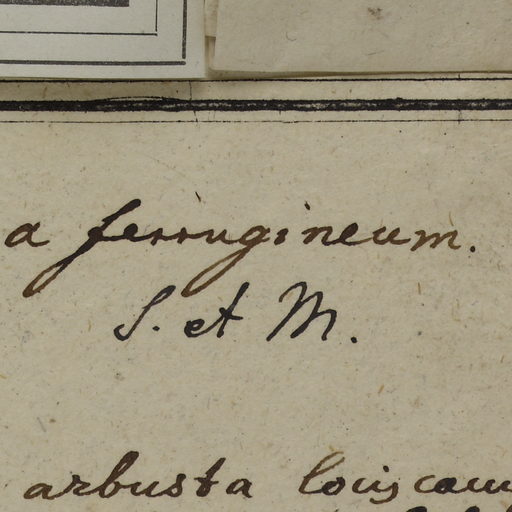 a ferrugineum.
S. et M.
arbusta